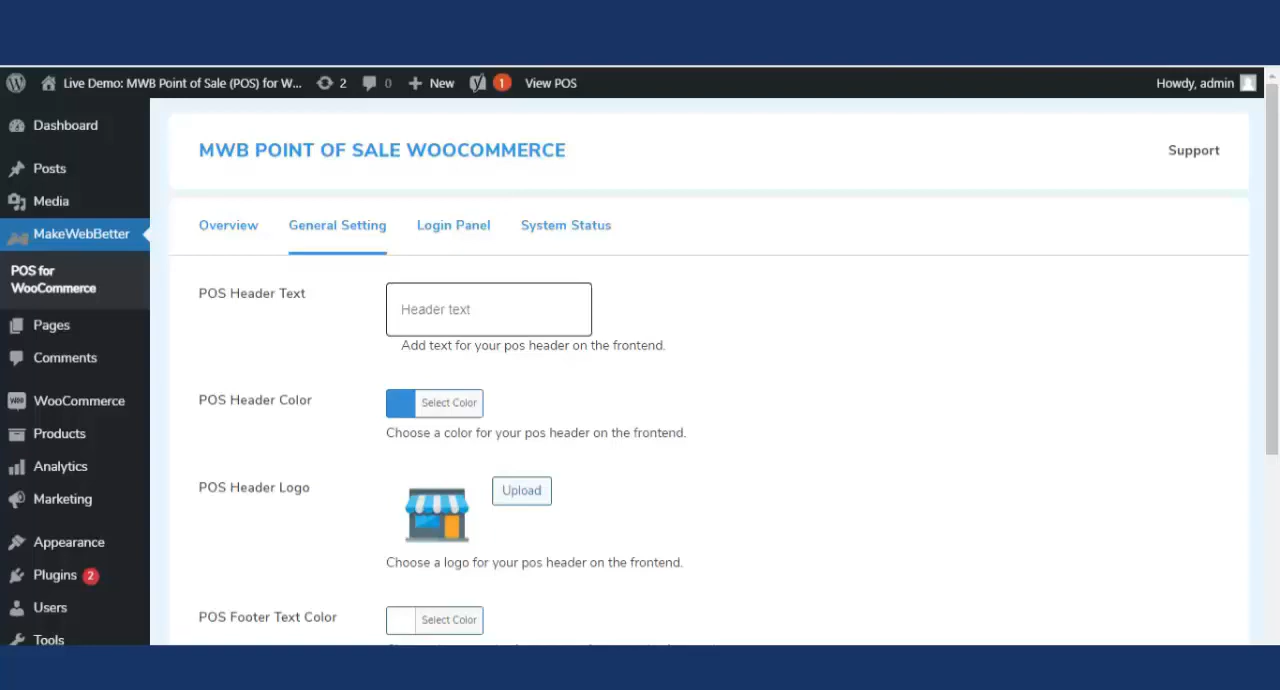 Live Demo: MWB Point of Sale (POS) for W... 2 0 New 1 View POS Howdy, admin
Dashboard
Posts
Media
MakeWebBetter
POS for
WooCommerce
Pages
Comments
WooCommerce
Products
Analytics
Marketing
Appearance
Plugins 2
Users
Tools
MWB POINT OF SALE WOOCOMMERCE
Support
Overview General Setting Login Panel System Status
POS Header Text
Header text
Add text for your pos header on the frontend.
POS Header Color
Select Color
Choose a color for your pos header on the frontend.
POS Header Logo
Upload
Choose a logo for your pos header on the frontend.
POS Footer Text Color
Select Color